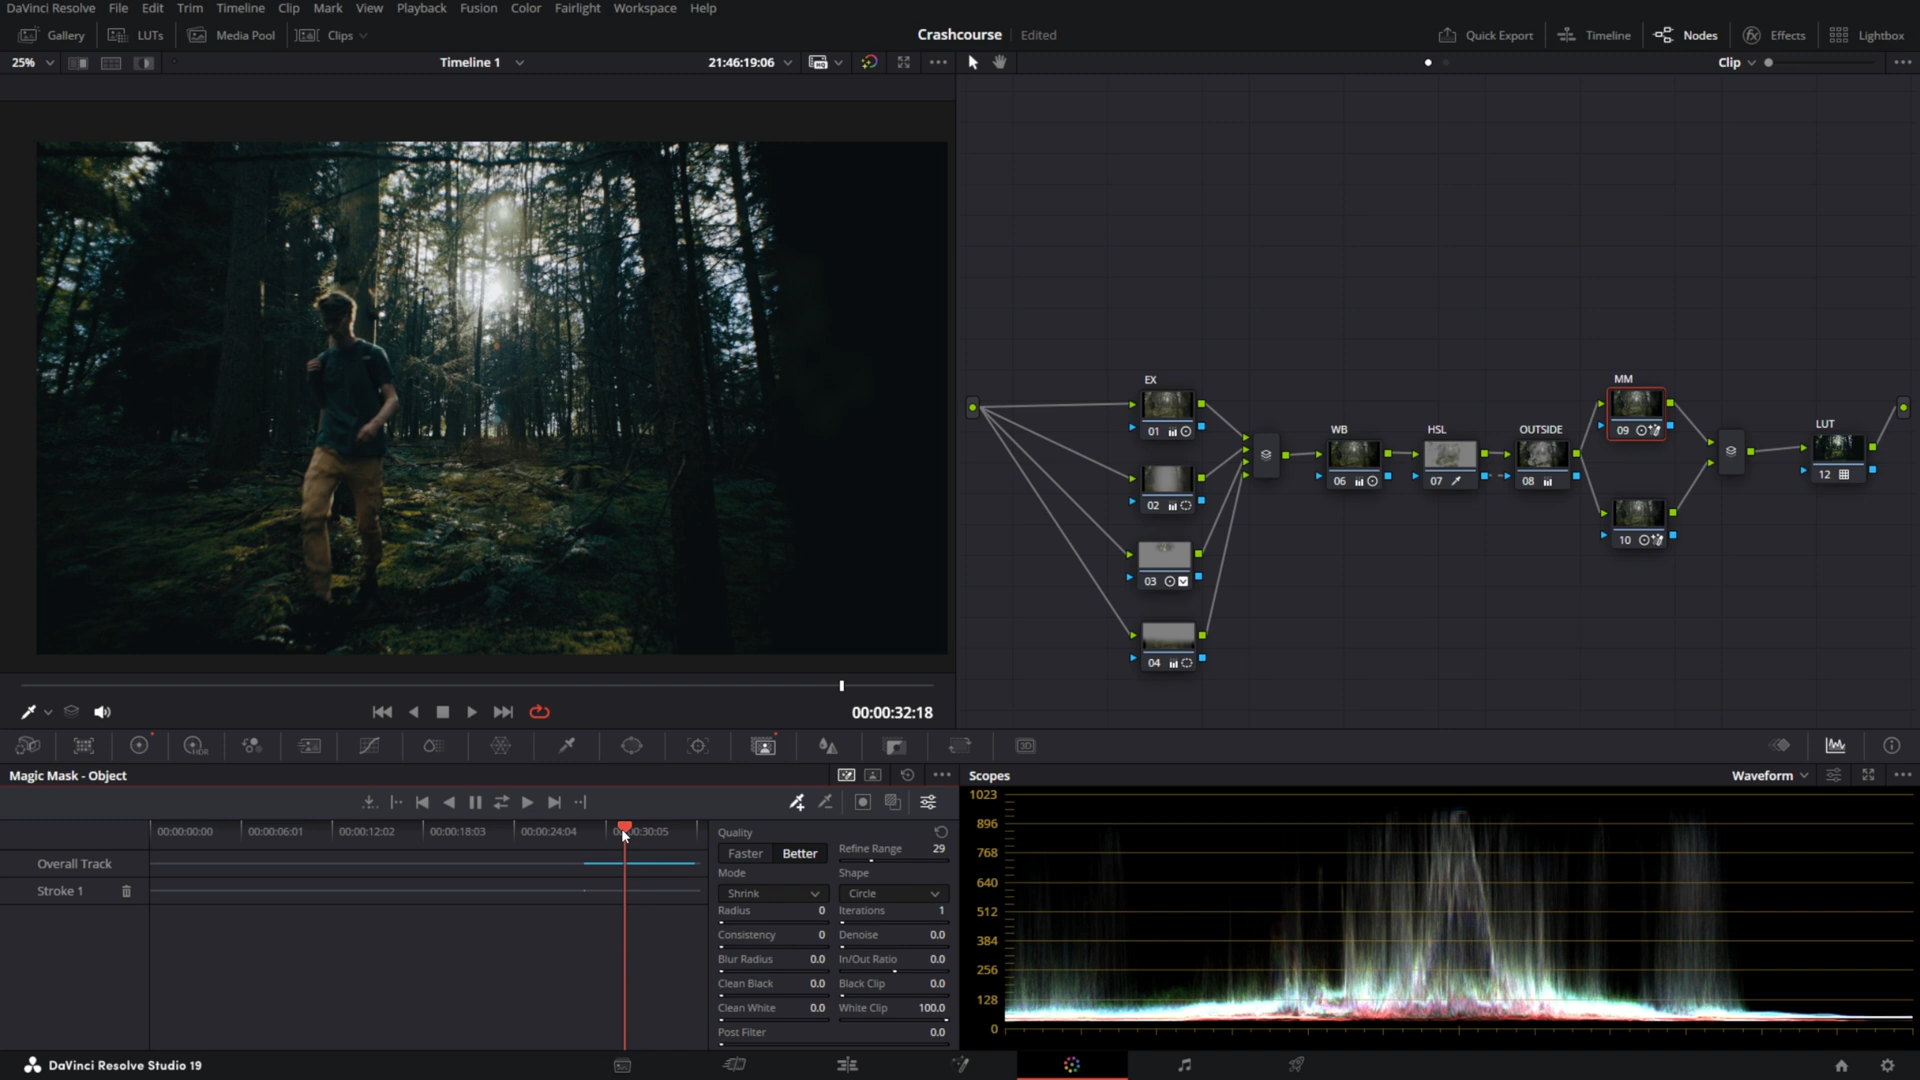 DaVinci Resolve File Edit Trim Timeline Clip Mark View Playback Fusion Color Fairlight Workspace Help
Gallery LUTs Media Pool Clips Crashcourse Edited Quick Export Timeline Nodes Effects Lightbox
25% Timeline 1 21:46:19:06 Clip
EX
01
02
03
04
WB
06
HSL
07
OUTSIDE
08
MM
09
10
LUT
12
00:00:32:18
HDR
3D
Magic Mask - Object
00:00:00:00 00:00:06:01 00:00:12:02 00:00:18:03 00:00:24:04
Overall Track
Stroke 1
Quality
Faster Better Refine Range 29
Mode Shape
Shrink Circle
Radius 0 Iterations 1
Consistency 0 Denoise 0.0
Blur Radius 0.0 In/Out Ratio 0.0
Clean Black 0.0 Black Clip 0.0
Clean White 0.0 White Clip 100.0
Post Filter 0.0
Scopes Waveform
1023
896
768
640
512
384
256
128
0
DaVinci Resolve Studio 19